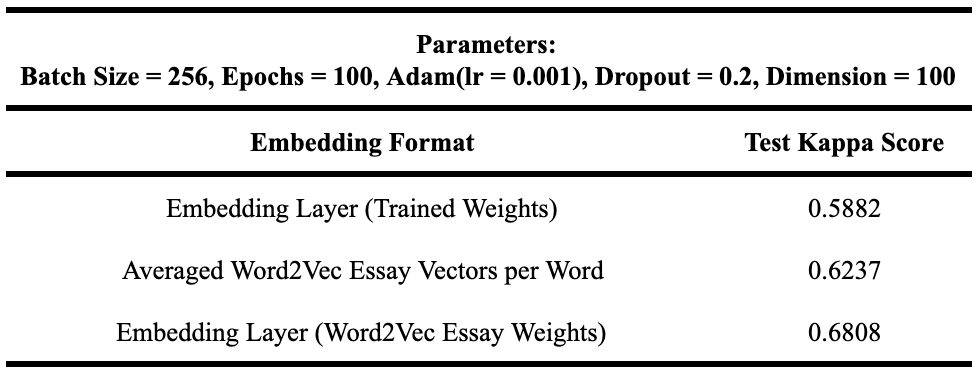 Parameters:
Batch Size = 256, Epochs = 100, Adam(lr = 0.001), Dropout = 0.2, Dimension = 100
Embedding Format Test Kappa Score
Embedding Layer (Trained Weights) 0.5882
Averaged Word2Vec Essay Vectors per Word 0.6237
Embedding Layer (Word2Vec Essay Weights) 0.6808